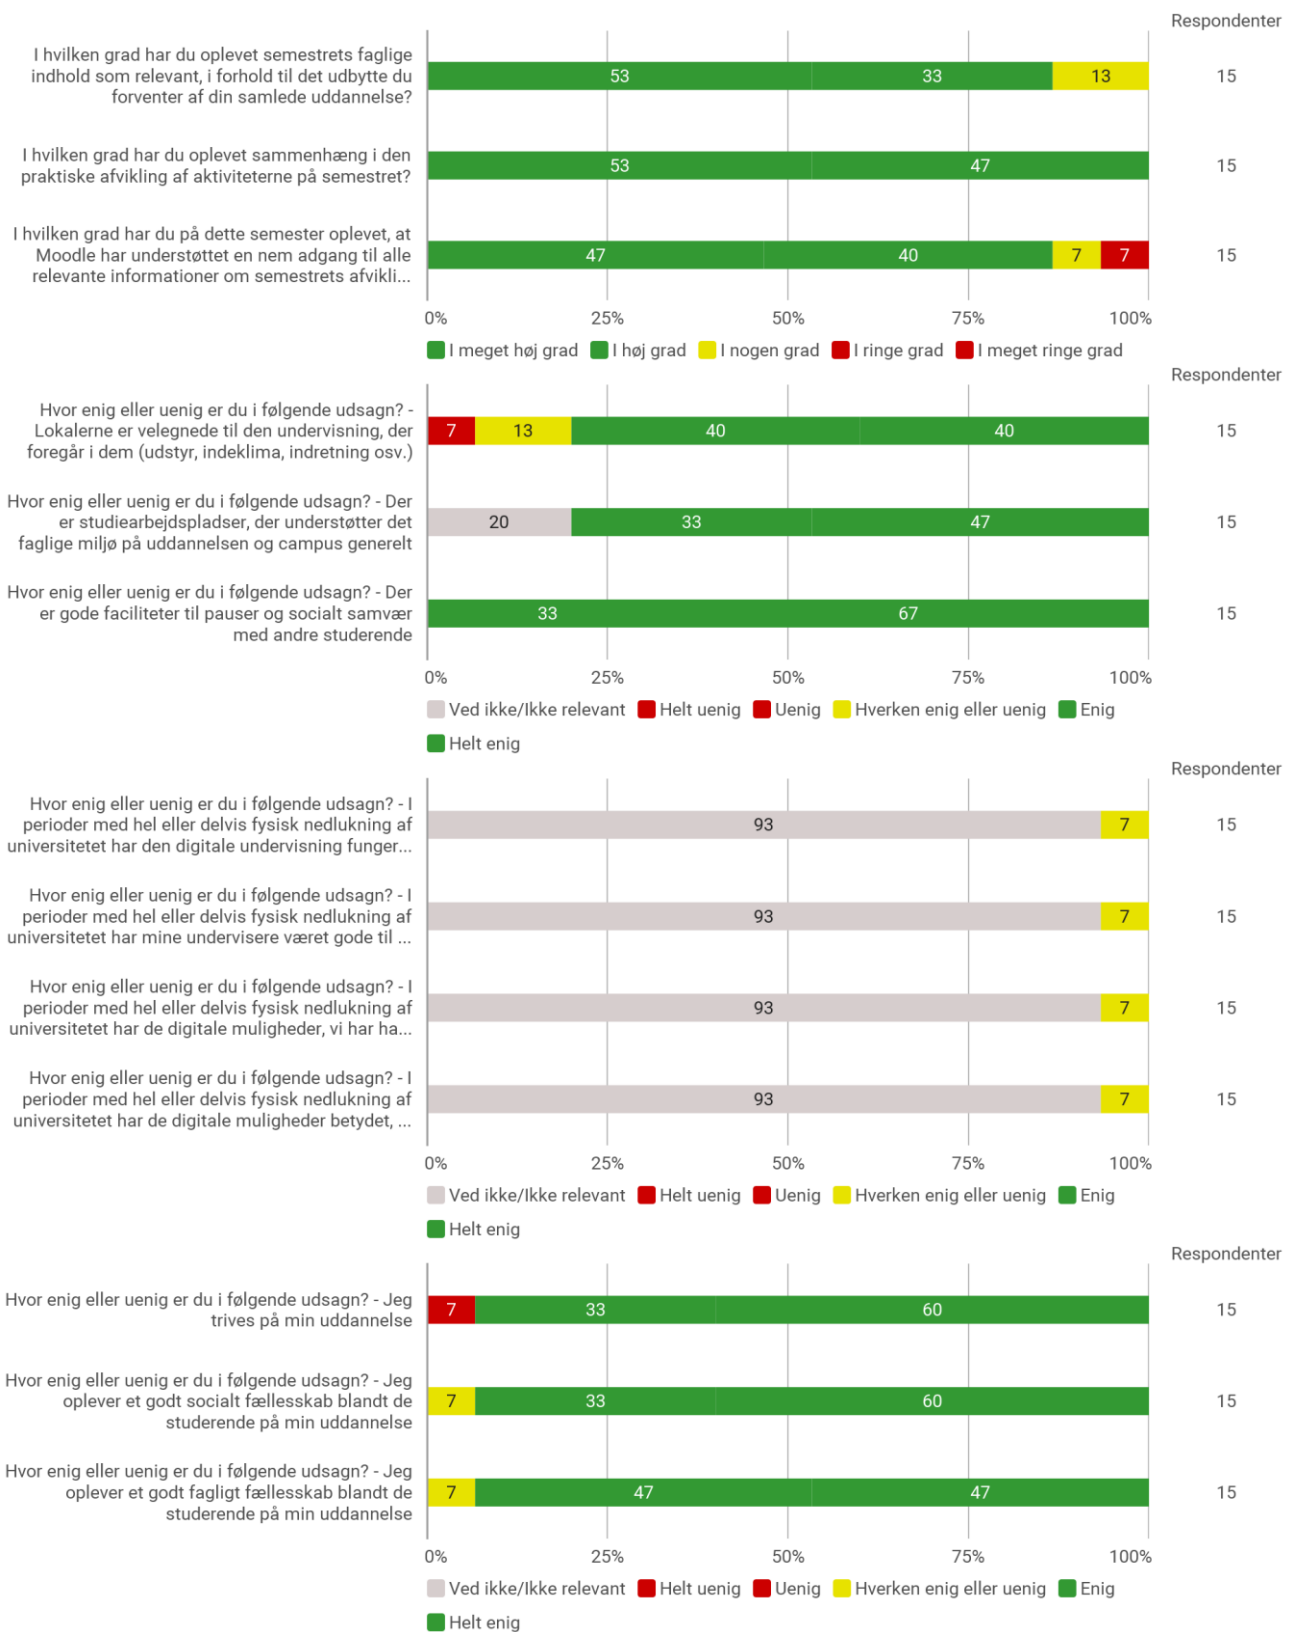 Respondenter
I hvilken grad har du oplevet semestrets faglige
indhold som relevant, i forhold til det udbytte du
forventer af din samlede uddannelse?
53 33 13 15
I hvilken grad har du oplevet sammenhæng i den
praktiske afvikling af aktiviteterne på semestret?
53 47 15
I hvilken grad har du på dette semester oplevet, at
Moodle har understøttet en nem adgang til alle
relevante informationer om semestrets afvikli...
47 40 7 7 15
0% 25% 50% 75% 100%
I meget høj grad I høj grad I nogen grad I ringe grad I meget ringe grad
Respondenter
Hvor enig eller uenig er du i følgende udsagn? -
Lokalerne er velegnede til den undervisning, der
foregår i dem (udstyr, indeklima, indretning osv.)
7 13 40 40 15
Hvor enig eller uenig er du i følgende udsagn? - Der
er studiearbejdspladser, der understøtter det
faglige miljø på uddannelsen og campus generelt
20 33 47 15
Hvor enig eller uenig er du i følgende udsagn? - Der
er gode faciliteter til pauser og socialt samvær
med andre studerende
33 67 15
0% 25% 50% 75% 100%
Ved ikke/Ikke relevant Helt uenig Uenig Hverken enig eller uenig Enig
Helt enig
Respondenter
Hvor enig eller uenig er du i følgende udsagn? - I
perioder med hel eller delvis fysisk nedlukning af
universitetet har den digitale undervisning funger...
93 7 15
Hvor enig eller uenig er du i følgende udsagn? - I
perioder med hel eller delvis fysisk nedlukning af
universitetet har mine undervisere været gode til ...
93 7 15
Hvor enig eller uenig er du i følgende udsagn? - I
perioder med hel eller delvis fysisk nedlukning af
universitetet har de digitale muligheder, vi har ha...
93 7 15
Hvor enig eller uenig er du i følgende udsagn? - I
perioder med hel eller delvis fysisk nedlukning af
universitetet har de digitale muligheder betydet, ...
93 7 15
0% 25% 50% 75% 100%
Ved ikke/Ikke relevant Helt uenig Uenig Hverken enig eller uenig Enig
Helt enig
Respondenter
Hvor enig eller uenig er du i følgende udsagn? - Jeg
trives på min uddannelse
7 33 60 15
Hvor enig eller uenig er du i følgende udsagn? - Jeg
oplever et godt socialt fællesskab blandt de
studerende på min uddannelse
7 33 60 15
Hvor enig eller uenig er du i følgende udsagn? - Jeg
oplever et godt fagligt fællesskab blandt de
studerende på min uddannelse
7 47 47 15
0% 25% 50% 75% 100%
Ved ikke/Ikke relevant Helt uenig Uenig Hverken enig eller uenig Enig
Helt enig